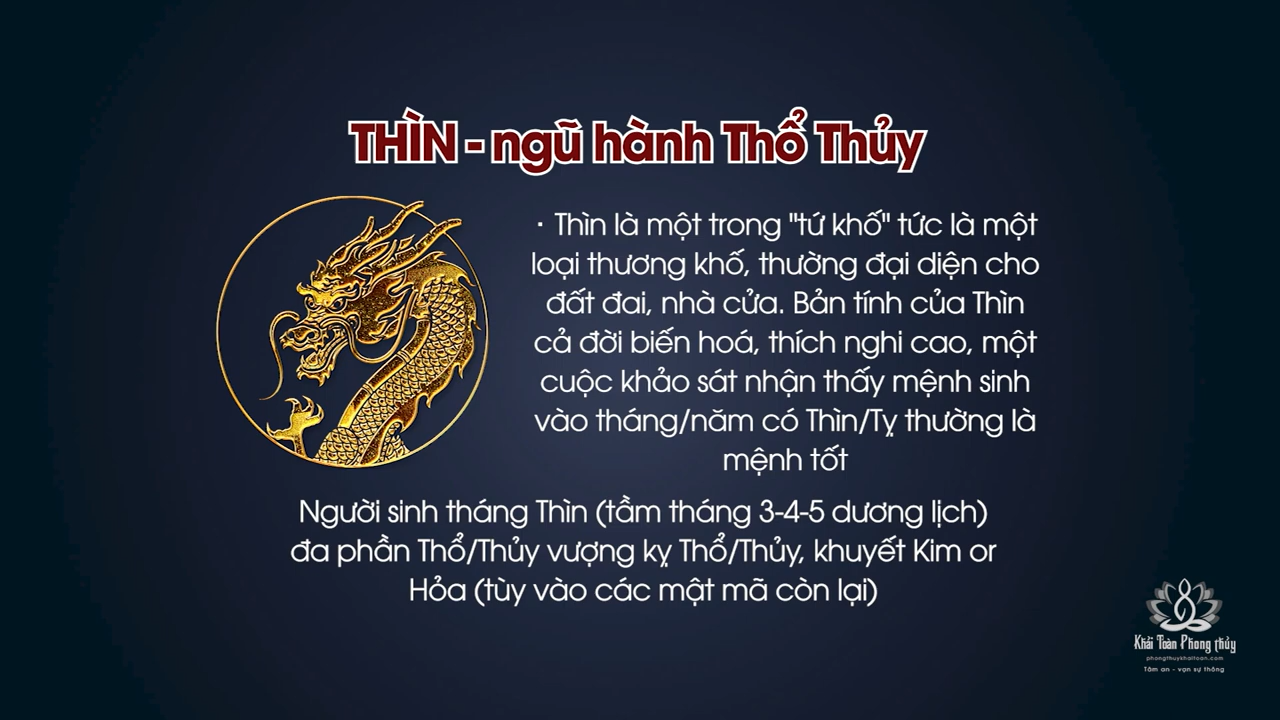 THÌN - ngũ hành Thổ Thủy
· Thìn là một trong "tứ khố" tức là một
loại thương khố, thường đại diện cho
đất đai, nhà cửa. Bản tính của Thìn
cả đời biến hoá, thích nghi cao, một
cuộc khảo sát nhận thấy mệnh sinh
vào tháng/năm có Thìn/Tỵ thường là
mệnh tốt
Người sinh tháng Thìn (tầm tháng 3-4-5 dương lịch)
đa phần Thổ/Thủy vượng kỵ Thổ/Thủy, khuyết Kim or
Hỏa (tùy vào các mật mã còn lại)
Khải Toàn Phong thủy
phongthuykhaitoan.com
Tâm an - vạn sự thông